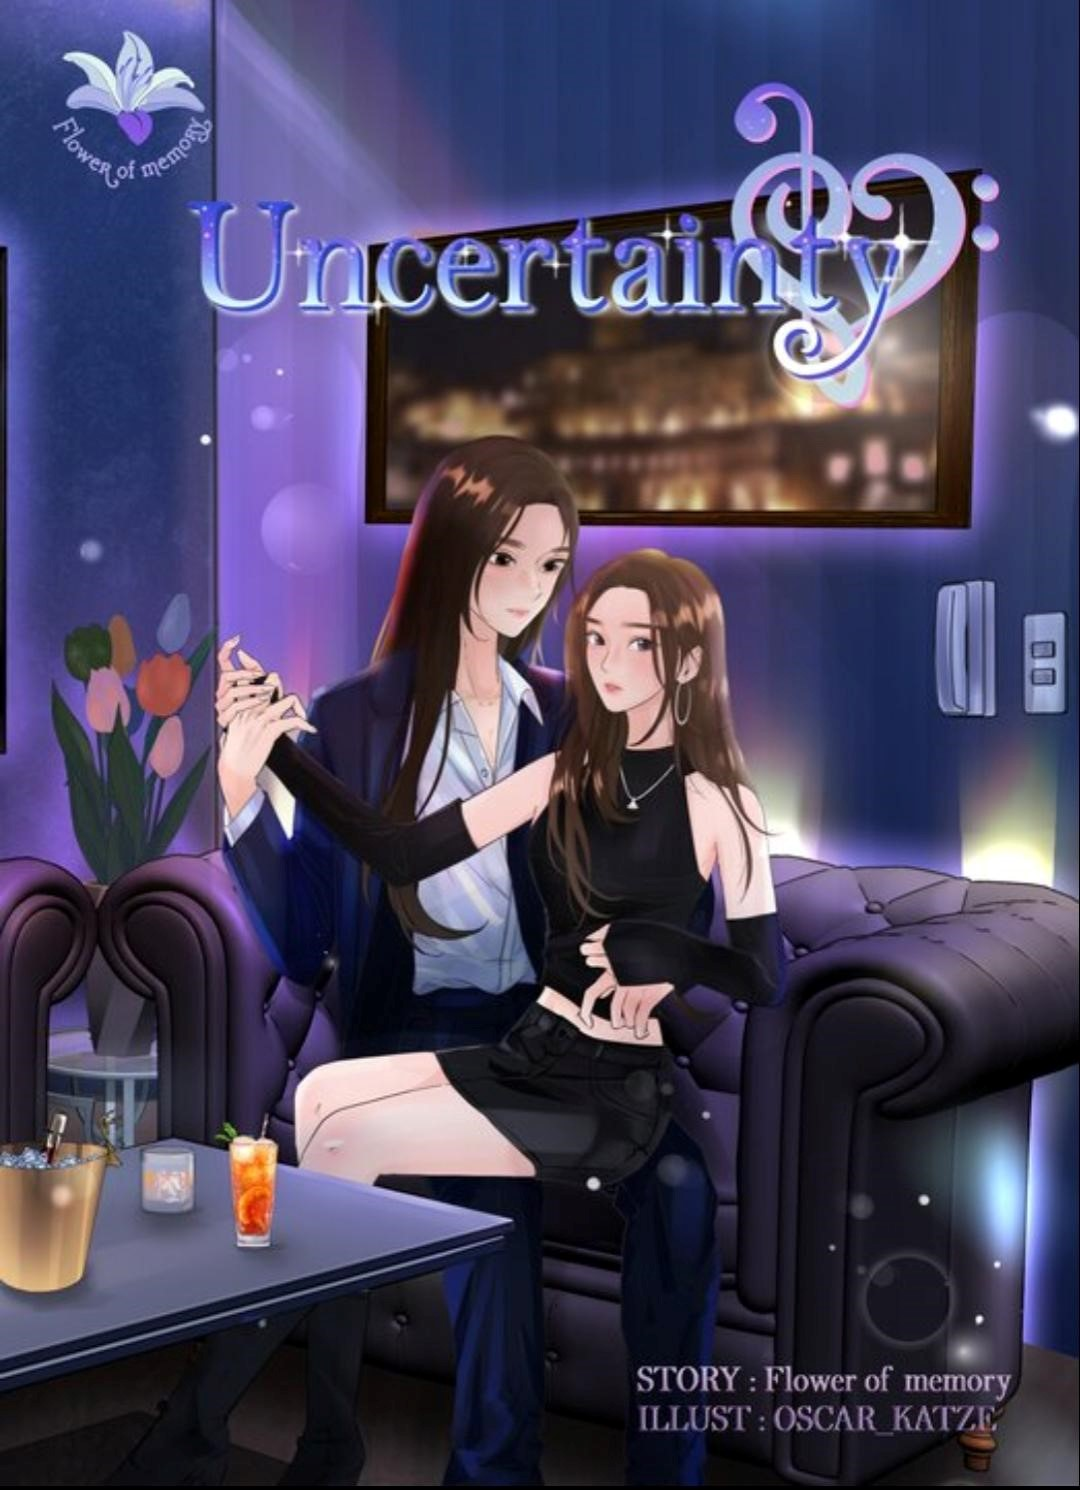 Flower of memory
Uncertainty
STORY : Flower of memory
ILLUST : OSCAR_KATZE